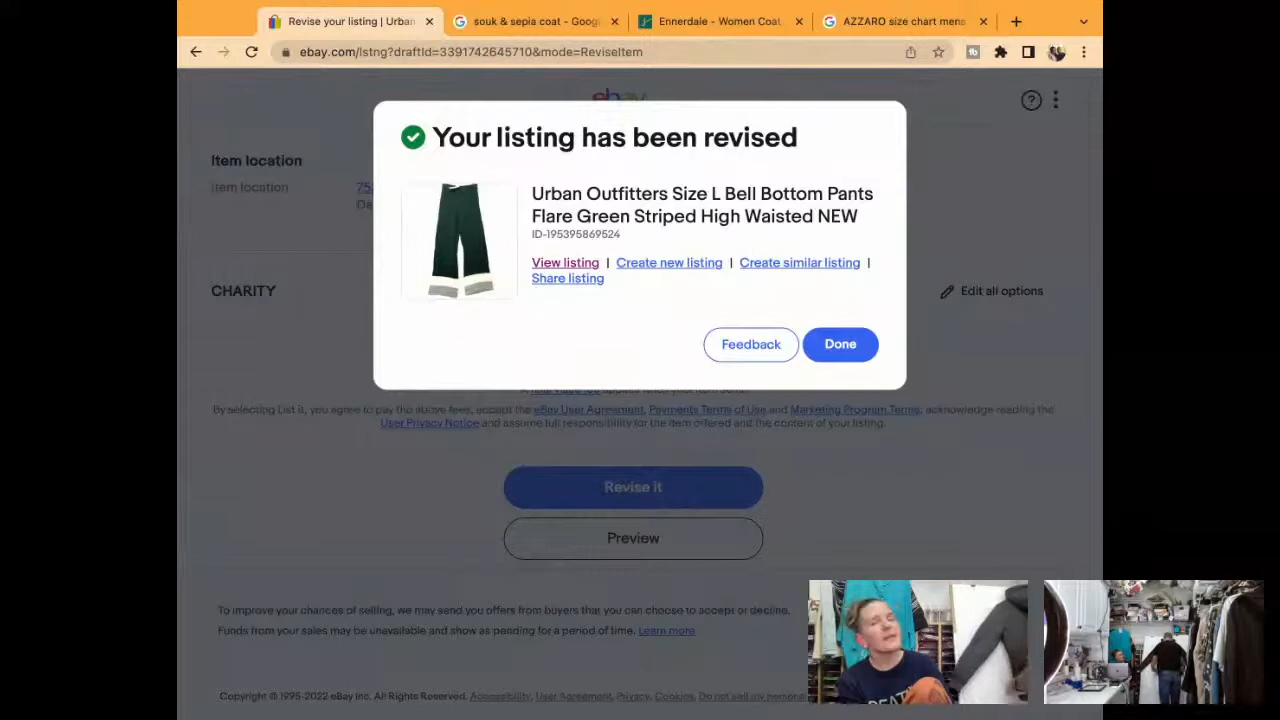 Revise your listing | Urban
souk & sepia coat - Goog
Ennerdale - Women Coat
AZZARO size chart mens
ebay.com/lstng?draftId=3391742645710&mode=ReviseItem
ebay
Your listing has been revised
Item location
Item location
75
Da
Urban Outfitters Size L Bell Bottom Pants
Flare Green Striped High Waisted NEW
ID-195395869524
View listing | Create new listing | Create similar listing |
Share listing
CHARITY
Edit all options
Feedback
Done
By selecting List it, you agree to pay the above fees, accept the eBay User Agreement, Payments Terms of Use and Marketing Program Terms, acknowledge reading the
User Privacy Notice and assume full responsibility for the item offered and the content of your listing.
Revise it
Preview
To improve your chances of selling, we may send you offers from buyers that you can choose to accept or decline.
Funds from your sales may be unavailable and show as pending for a period of time. Learn more
Copyright © 1995-2022 eBay Inc. All Rights Reserved. Accessibility, User Agreement, Privacy, Cookies, Do not sell my persona